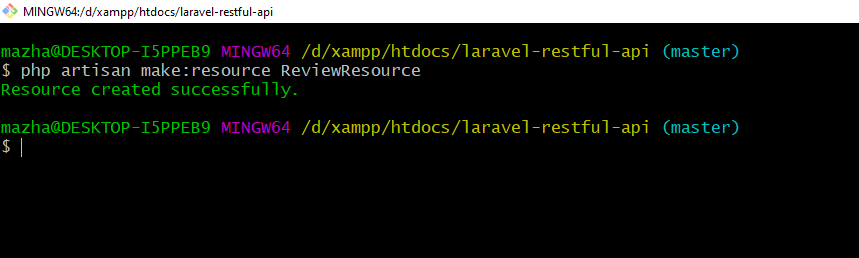 MINGW64:/d/xampp/htdocs/laravel-restful-api
mazha@DESKTOP-I5PPEB9 MINGW64 /d/xampp/htdocs/laravel-restful-api (master)
$ php artisan make:resource ReviewResource
Resource created successfully.
mazha@DESKTOP-I5PPEB9 MINGW64 /d/xampp/htdocs/laravel-restful-api (master)
$